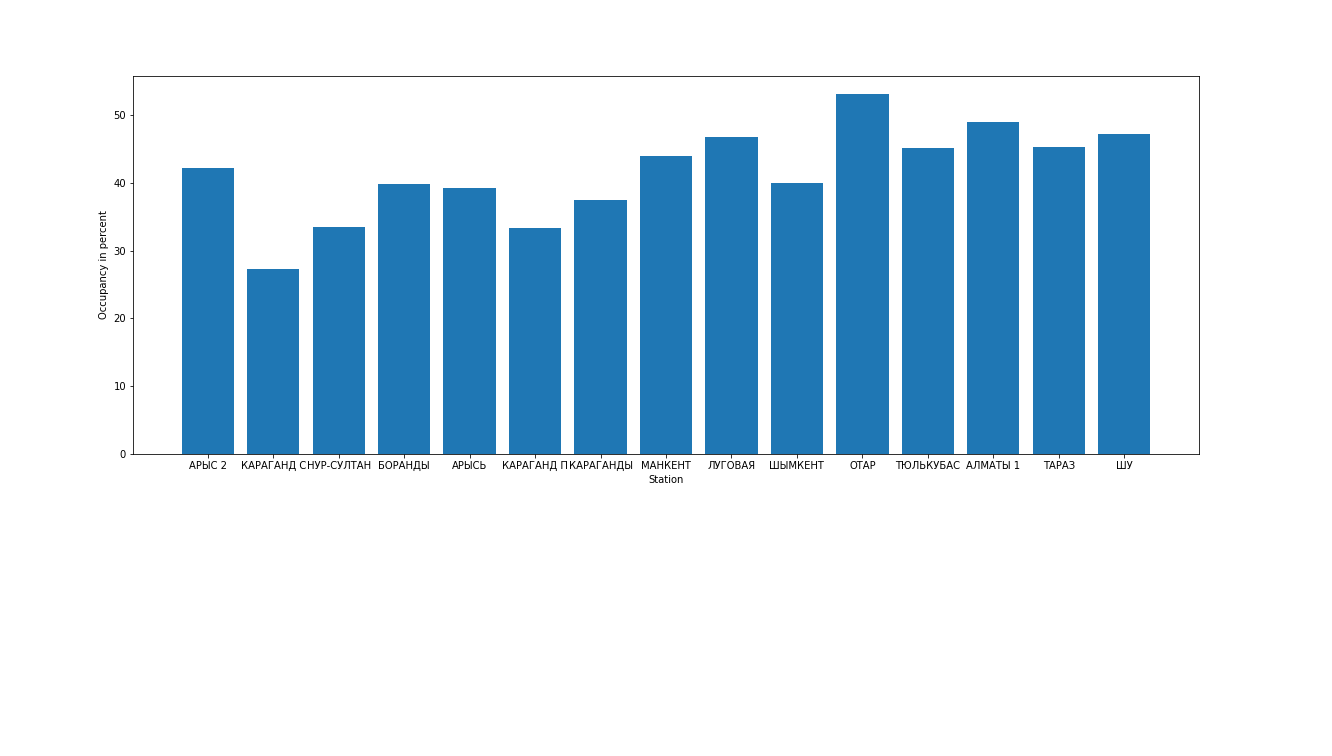 50
40
30
20
10
0
Occupancy in percent
АРЫС 2 КАРАГАНД С НУР-СУЛТАН БОРАНДЫ АРЫСЬ КАРАГАНД П КАРАГАНДЫ МАНКЕНТ ЛУГОВАЯ ШЫМКЕНТ ОТАР ТЮЛЬКУБАС АЛМАТЫ 1 ТАРАЗ ШУ
Station